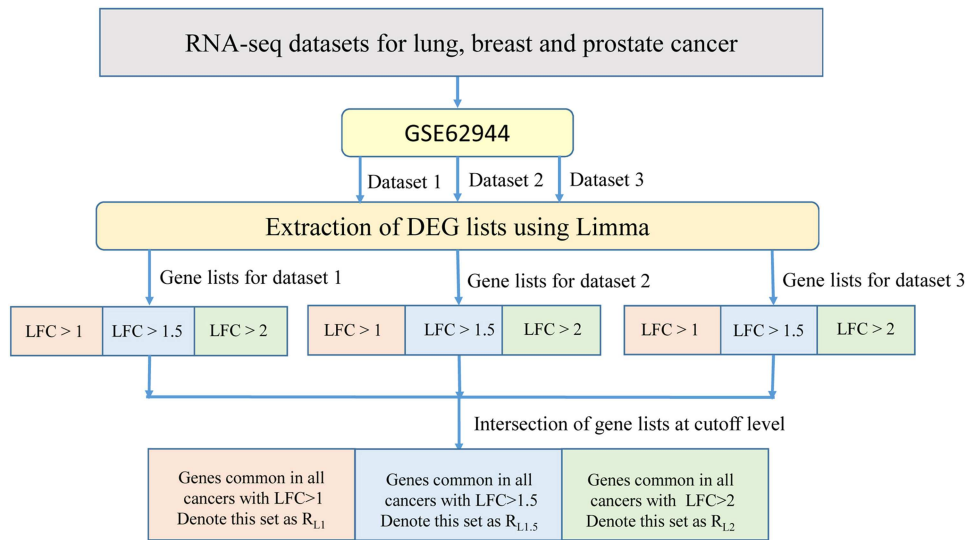 RNA-seq datasets for lung, breast and prostate cancer
GSE62944
Dataset 1
Dataset 2
Dataset 3
Extraction of DEG lists using Limma
Gene lists for dataset 1
Gene lists for dataset 2
Gene lists for dataset 3
LFC > 1
LFC > 1.5
LFC > 2
LFC > 1
LFC > 1.5
LFC > 2
LFC > 1
LFC > 1.5
LFC > 2
Intersection of gene lists at cutoff level
Genes common in all
cancers with LFC>1
Denote this set as R_L1
Genes common in all
cancers with LFC>1.5
Denote this set as R_L1.5
Genes common in all
cancers with LFC>2
Denote this set as R_L2